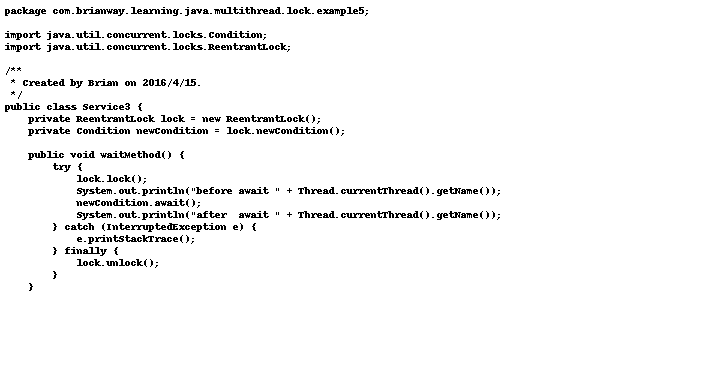 package com.brianway.learning.java.multithread.lock.example5;

import java.util.concurrent.locks.Condition;
import java.util.concurrent.locks.ReentrantLock;

/**
 * Created by Brian on 2016/4/15.
 */
public class Service3 {
    private ReentrantLock lock = new ReentrantLock();
    private Condition newCondition = lock.newCondition();

    public void waitMethod() {
        try {
            lock.lock();
            System.out.println("before await " + Thread.currentThread().getName());
            newCondition.await();
            System.out.println("after  await " + Thread.currentThread().getName());
        } catch (InterruptedException e) {
            e.printStackTrace();
        } finally {
            lock.unlock();
        }
    }